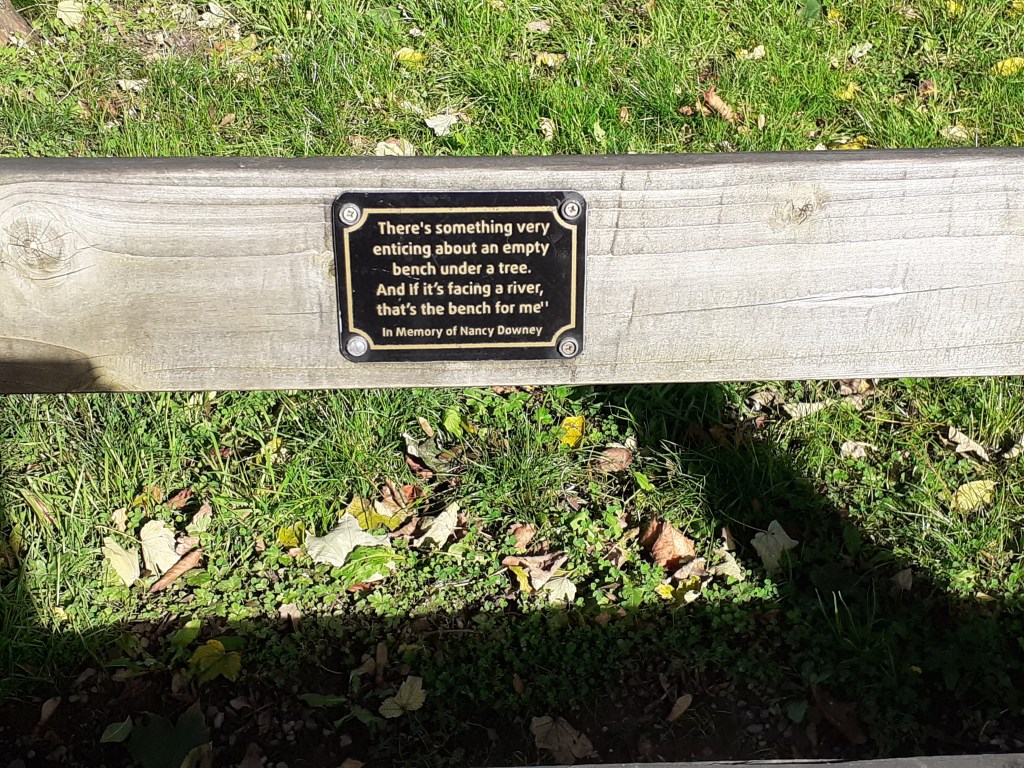 There's something very
enticing about an empty
bench under a tree.
And If it's facing a river,
that's the bench for me"
In Memory of Nancy Downey